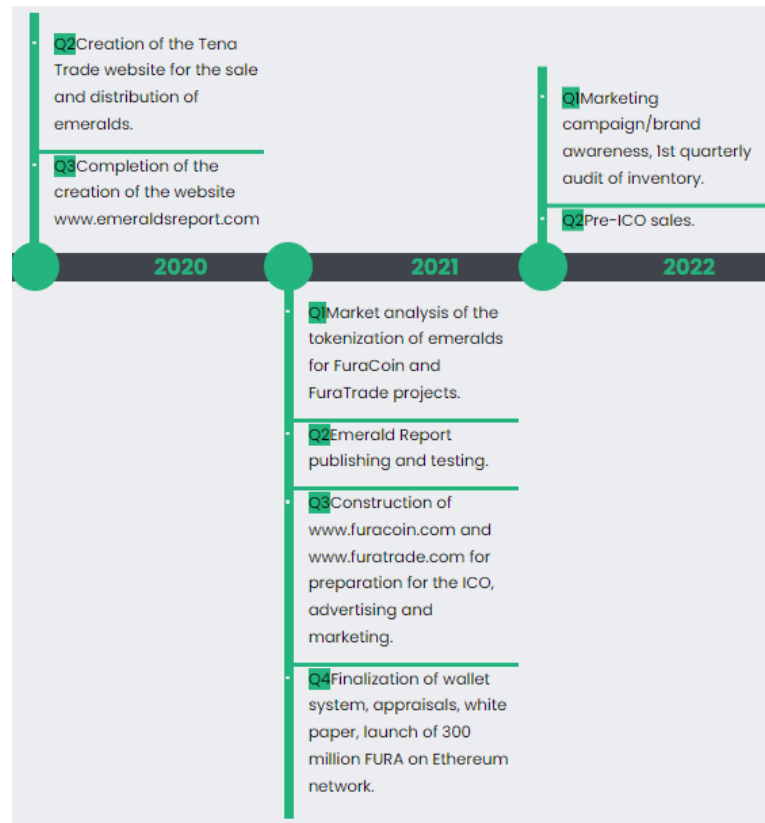 Q2Creation of the Tena
Trade website for the sale
and distribution of
emeralds.
Q3Completion of the
creation of the website
www.emeraldsreport.com
Q1Marketing
campaign/brand
awareness, 1st quarterly
audit of inventory.
Q2Pre-ICO sales.
2020
2021
2022
Q1Market analysis of the
tokenization of emeralds
for FuraCoin and
FuraTrade projects.
Q2Emerald Report
publishing and testing.
Q3Construction of
www.furacoin.com and
www.furatrade.com for
preparation for the ICO,
advertising and
marketing.
Q4Finalization of wallet
system, appraisals, white
paper, launch of 300
million FURA on Ethereum
network.